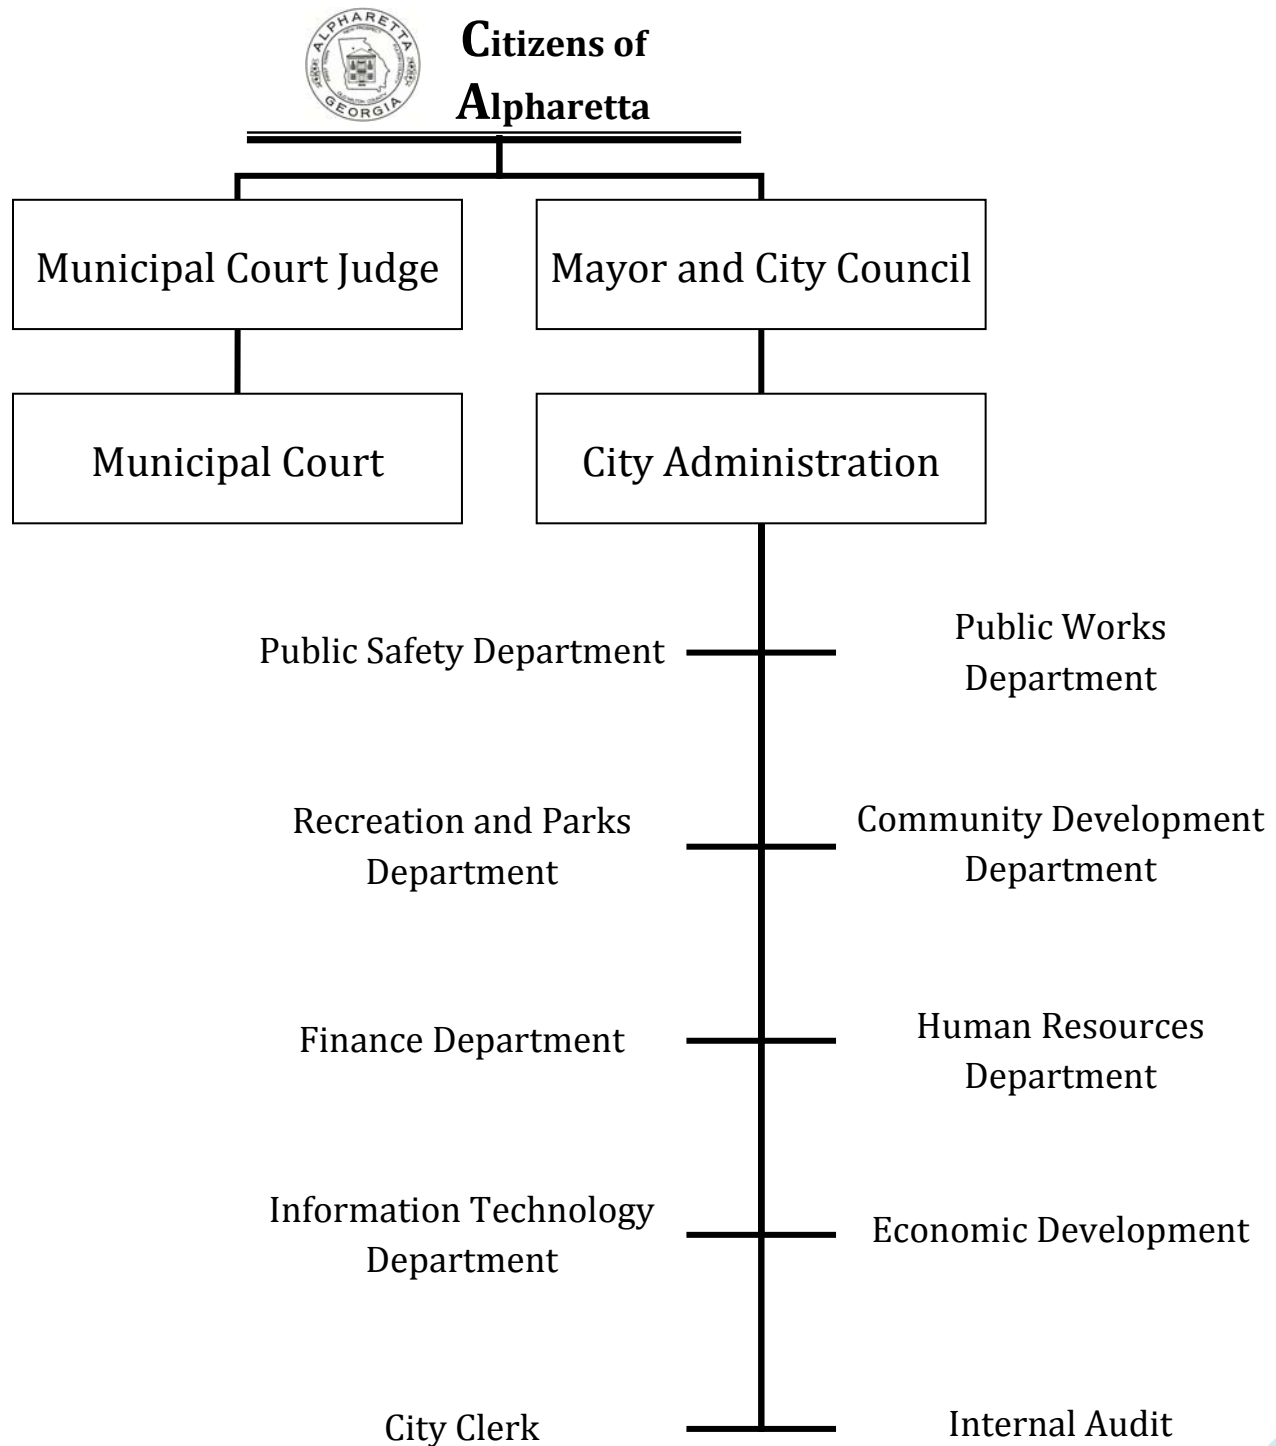 ALPHARETTA
GEORGIA
Citizens of
Alpharetta
Municipal Court Judge
Mayor and City Council
Municipal Court
City Administration
Public Safety Department
Public Works
Department
Recreation and Parks
Department
Community Development
Department
Finance Department
Human Resources
Department
Information Technology
Department
Economic Development
City Clerk
Internal Audit